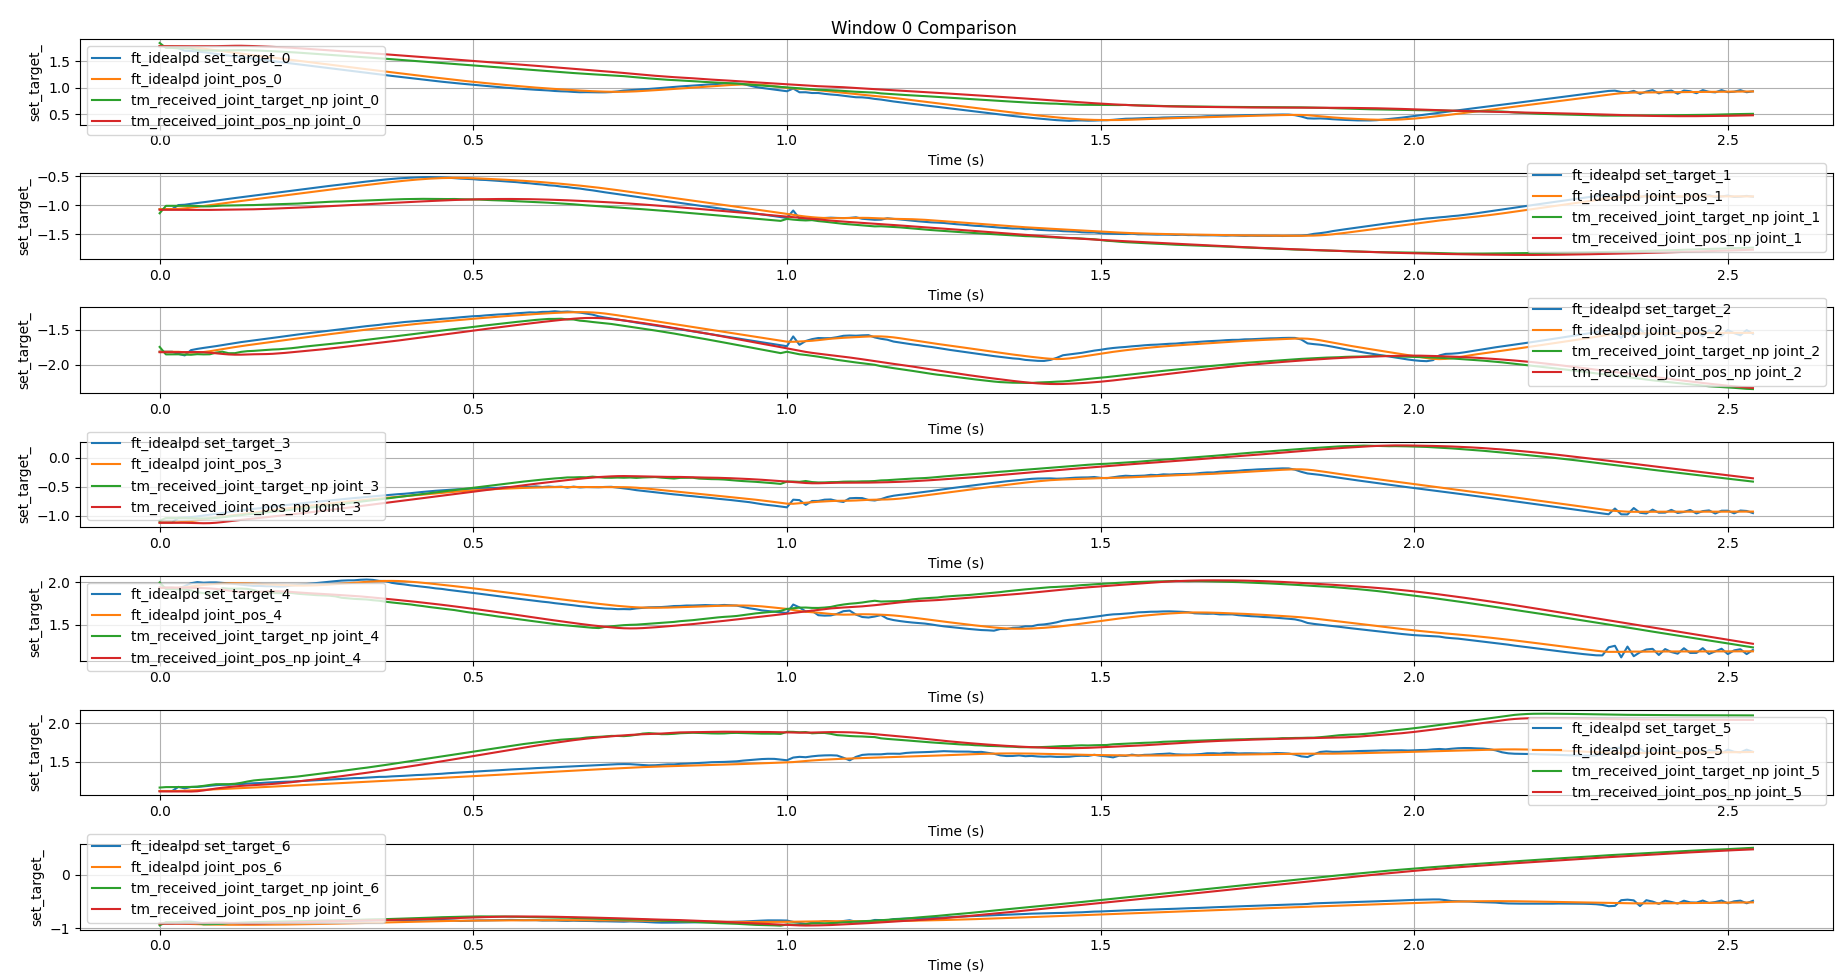 Window 0 Comparison
set_target_
1.5
1.0
0.5
ft_idealpd set_target_0
ft_idealpd joint_pos_0
tm_received_joint_target_np joint_0
tm_received_joint_pos_np joint_0
0.0 0.5 1.0 1.5 2.0 2.5
Time (s)
set_target_
−0.5
−1.0
−1.5
ft_idealpd set_target_1
ft_idealpd joint_pos_1
tm_received_joint_target_np joint_1
tm_received_joint_pos_np joint_1
0.0 0.5 1.0 1.5 2.0 2.5
Time (s)
set_target_
−1.5
−2.0
ft_idealpd set_target_2
ft_idealpd joint_pos_2
tm_received_joint_target_np joint_2
tm_received_joint_pos_np joint_2
0.0 0.5 1.0 1.5 2.0 2.5
Time (s)
set_target_
0.0
−0.5
−1.0
ft_idealpd set_target_3
ft_idealpd joint_pos_3
tm_received_joint_target_np joint_3
tm_received_joint_pos_np joint_3
0.0 0.5 1.0 1.5 2.0 2.5
Time (s)
set_target_
2.0
1.5
ft_idealpd set_target_4
ft_idealpd joint_pos_4
tm_received_joint_target_np joint_4
tm_received_joint_pos_np joint_4
0.0 0.5 1.0 1.5 2.0 2.5
Time (s)
set_target_
2.0
1.5
ft_idealpd set_target_5
ft_idealpd joint_pos_5
tm_received_joint_target_np joint_5
tm_received_joint_pos_np joint_5
0.0 0.5 1.0 1.5 2.0 2.5
Time (s)
set_target_
0
−1
ft_idealpd set_target_6
ft_idealpd joint_pos_6
tm_received_joint_target_np joint_6
tm_received_joint_pos_np joint_6
0.0 0.5 1.0 1.5 2.0 2.5
Time (s)